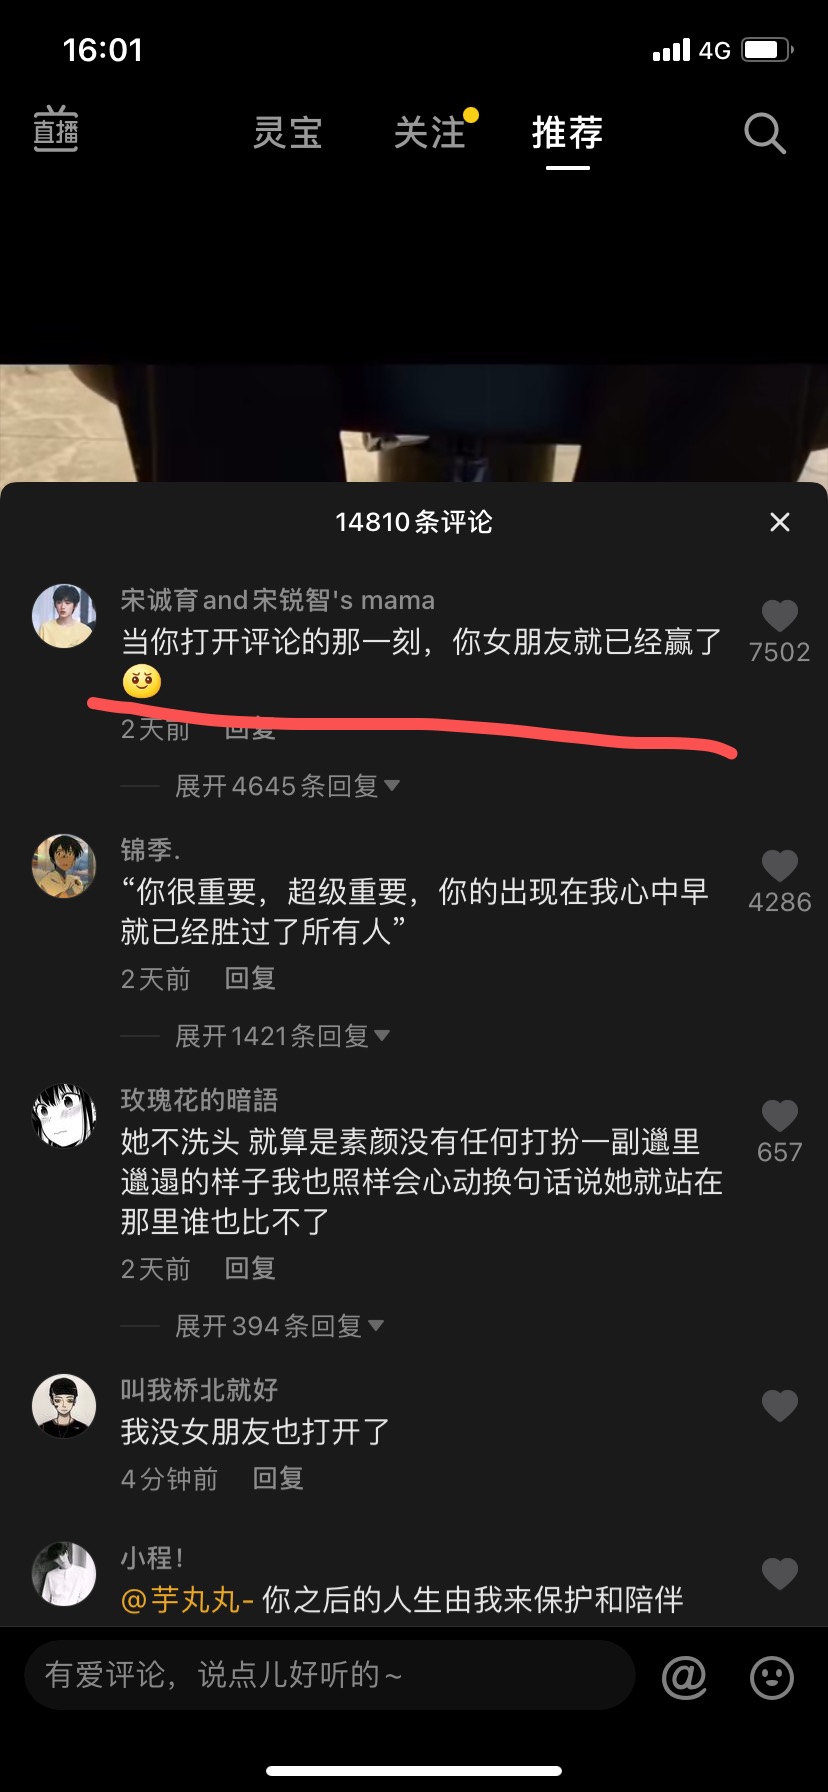 16:01
4G
直播
灵宝
关注
推荐
14810条评论
宋诚育and宋锐智's mama
当你打开评论的那一刻，你女朋友就已经赢了
7502
2天前 回复
展开4645条回复
锦季.
“你很重要，超级重要，你的出现在我心中早
就已经胜过了所有人”
4286
2天前 回复
展开1421条回复
玫瑰花的暗語
她不洗头 就算是素颜没有任何打扮一副邋里
邋遢的样子我也照样会心动换句话说她就站在
那里谁也比不了
657
2天前 回复
展开394条回复
叫我桥北就好
我没女朋友也打开了
4分钟前 回复
小程！
@芋丸丸- 你之后的人生由我来保护和陪伴
有爱评论，说点儿好听的~